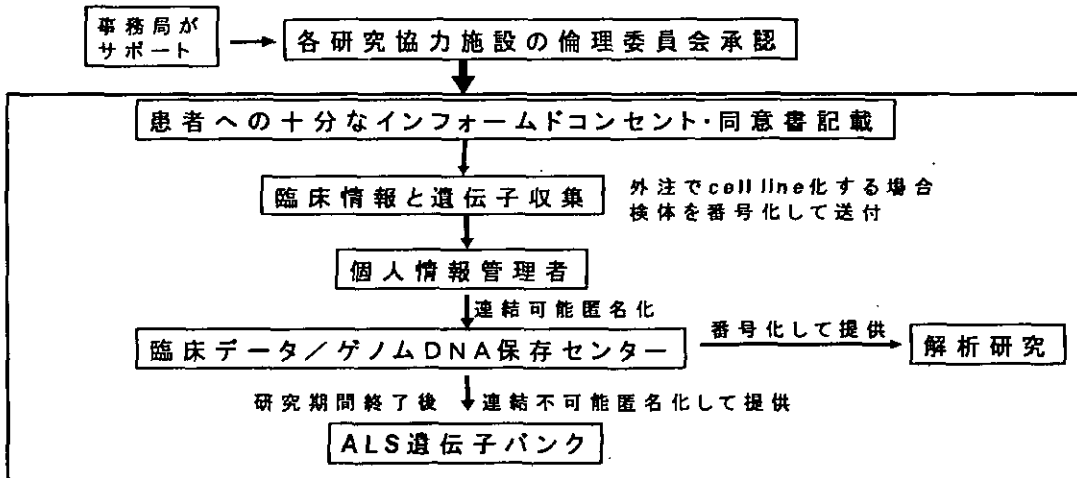 事務局が
サポート
各研究協力施設の倫理委員会承認
患者への十分なインフォームドコンセント・同意書記載
臨床情報と遺伝子収集
外注でcell line化する場合
検体を番号化して送付
個人情報管理者
連結可能匿名化
臨床データ/ゲノムDNA保存センター
番号化して提供
解析研究
研究期間終了後
連結不可能匿名化して提供
ALS遺伝子バンク